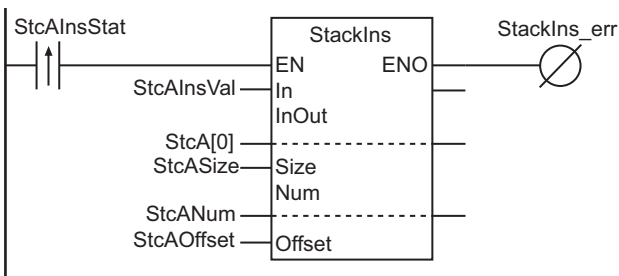 StcAInsStat
StackIns
StackIns_err
EN
ENO
StcAInsVal
In
InOut
StcA[0]
StcASize
Size
Num
StcANum
StcAOffset
Offset